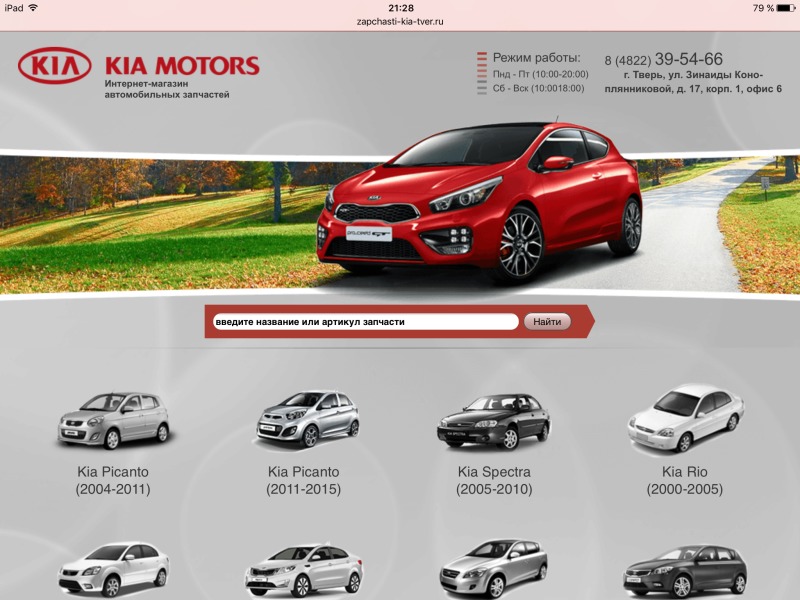 iPad
21:28
79 %
zapchasti-kia-tver.ru
KIA
KIA MOTORS
Интернет-магазин
автомобильных запчастей
Режим работы:
Пнд - Пт (10:00-20:00)
Сб - Вск (10:0018:00)
8 (4822) 39-54-66
г. Тверь, ул. Зинаиды Коно-
плянниковой, д. 17, корп. 1, офис 6
введите название или артикул запчасти
Найти
Kia Picanto
(2004-2011)
Kia Picanto
(2011-2015)
Kia Spectra
(2005-2010)
Kia Rio
(2000-2005)